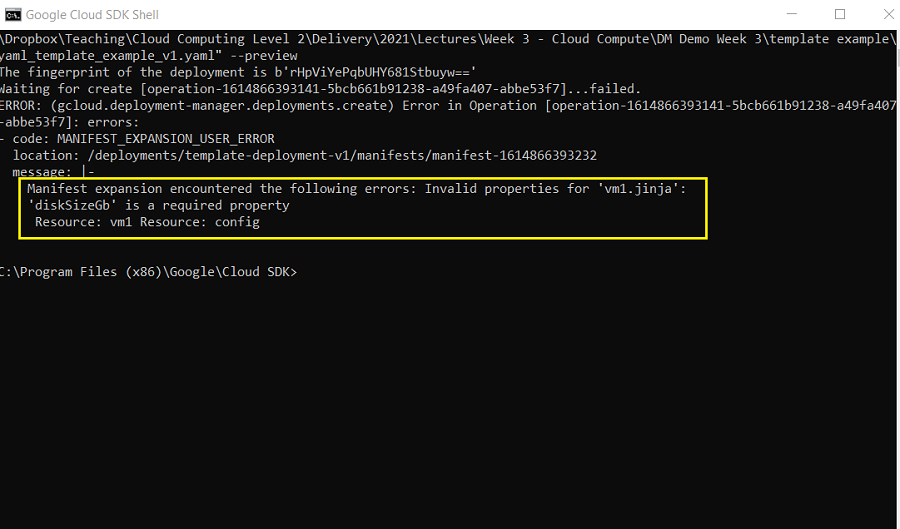 Google Cloud SDK Shell
\Dropbox\Teaching\Cloud Computing Level 2\Delivery\2021\Lectures\Week 3 - Cloud Compute\DM Demo Week 3\template example\
yaml_template_example_v1.yaml" --preview
The fingerprint of the deployment is b'rHpViYePqbUHY681Stbuyw=='
Waiting for create [operation-1614866393141-5bcb661b91238-a49fa407-abbe53f7]...failed.
ERROR: (gcloud.deployment-manager.deployments.create) Error in Operation [operation-1614866393141-5bcb661b91238-a49fa407
-abbe53f7]: errors:
- code: MANIFEST_EXPANSION_USER_ERROR
location: /deployments/template-deployment-v1/manifests/manifest-1614866393232
message: |-
Manifest expansion encountered the following errors: Invalid properties for 'vm1.jinja':
'diskSizeGb' is a required property
Resource: vm1 Resource: config
C:\Program Files (x86)\Google\Cloud SDK>